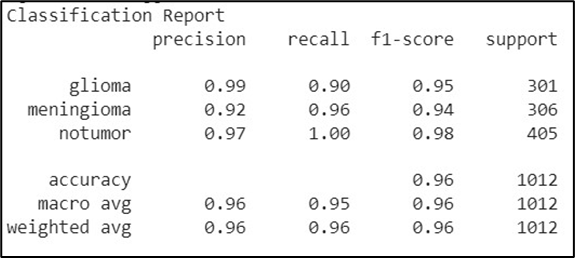 Classification Report
precision recall f1-score support
glioma 0.99 0.90 0.95 301
meningioma 0.92 0.96 0.94 306
notumor 0.97 1.00 0.98 405
accuracy 0.96 1012
macro avg 0.96 0.95 0.96 1012
weighted avg 0.96 0.96 0.96 1012